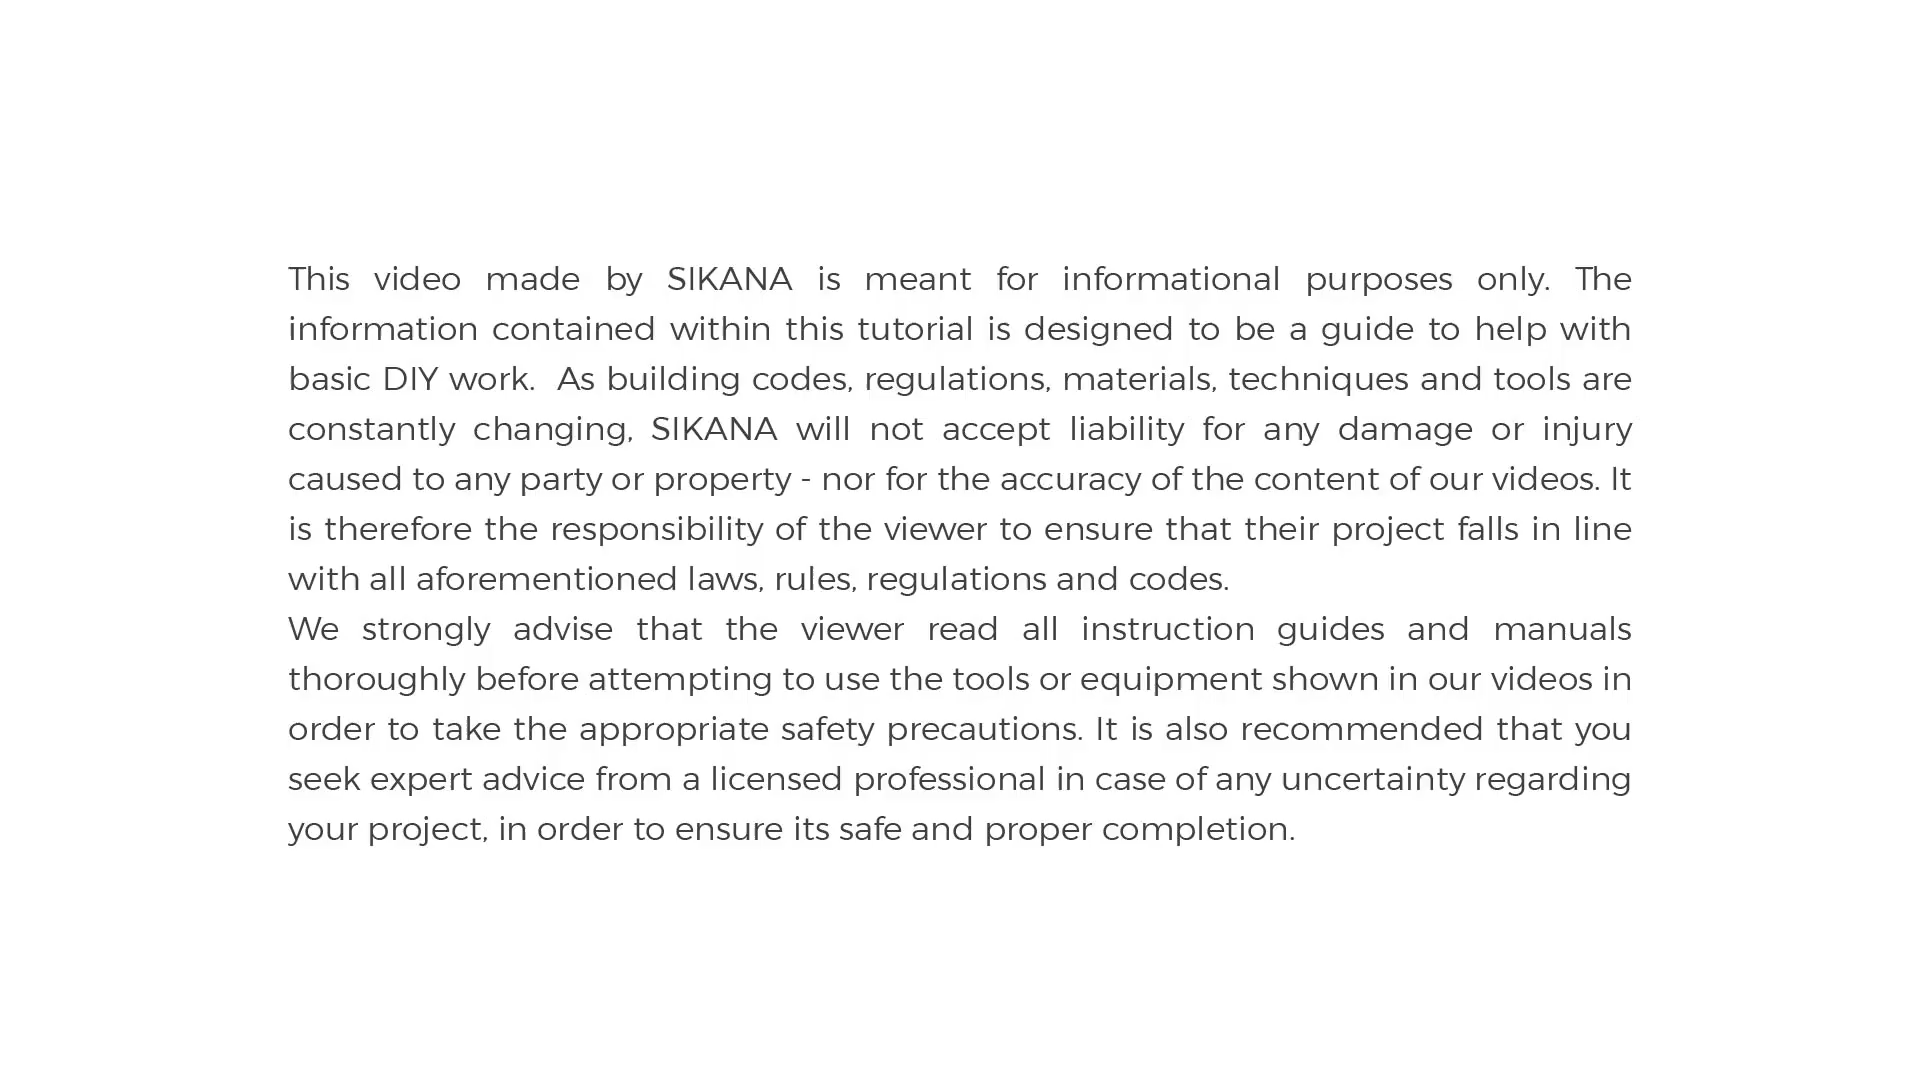 This video made by SIKANA is meant for informational purposes only. The
information contained within this tutorial is designed to be a guide to help with
basic DIY work.  As building codes, regulations, materials, techniques and tools are
constantly changing, SIKANA will not accept liability for any damage or injury
caused to any party or property - nor for the accuracy of the content of our videos. It
is therefore the responsibility of the viewer to ensure that their project falls in line
with all aforementioned laws, rules, regulations and codes.
We strongly advise that the viewer read all instruction guides and manuals
thoroughly before attempting to use the tools or equipment shown in our videos in
order to take the appropriate safety precautions. It is also recommended that you
seek expert advice from a licensed professional in case of any uncertainty regarding
your project, in order to ensure its safe and proper completion.